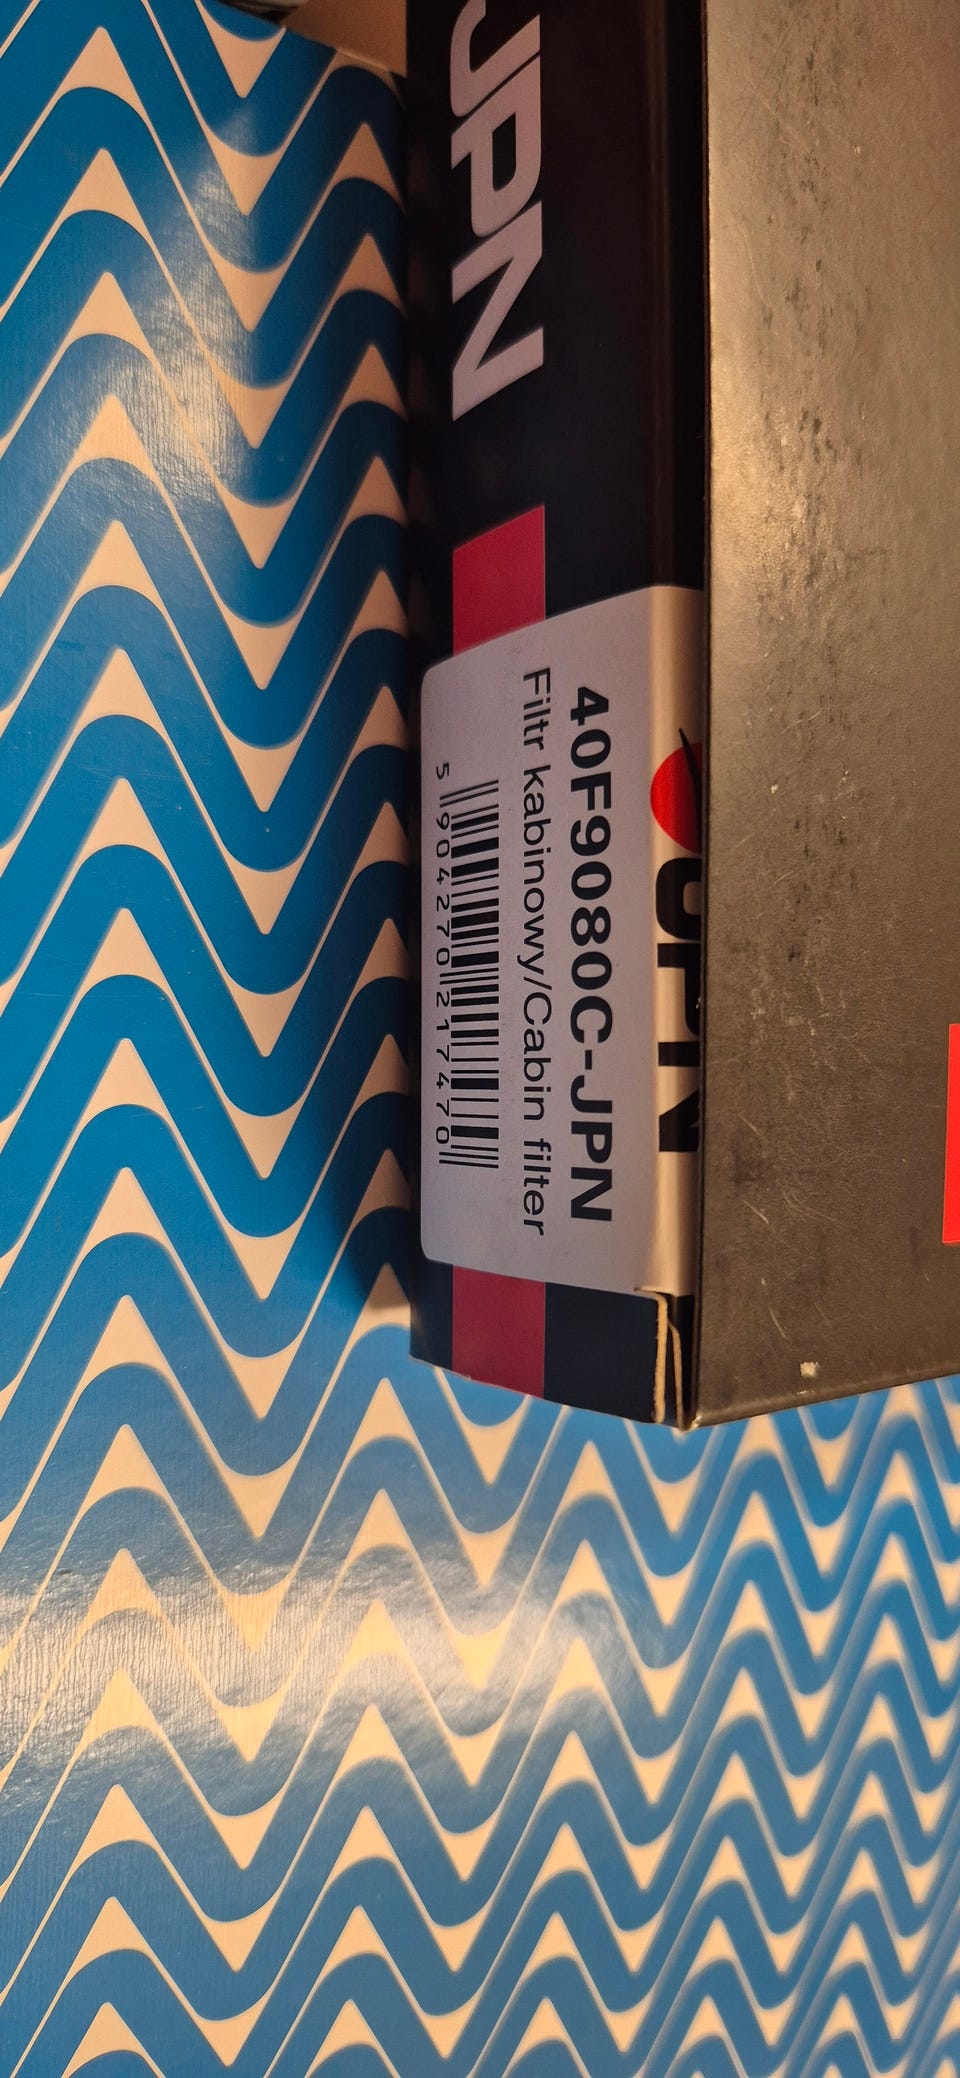 JPN
JPN
40F9080C-JPN
Filtr kabinowy/Cabin filter
5 904270 217470